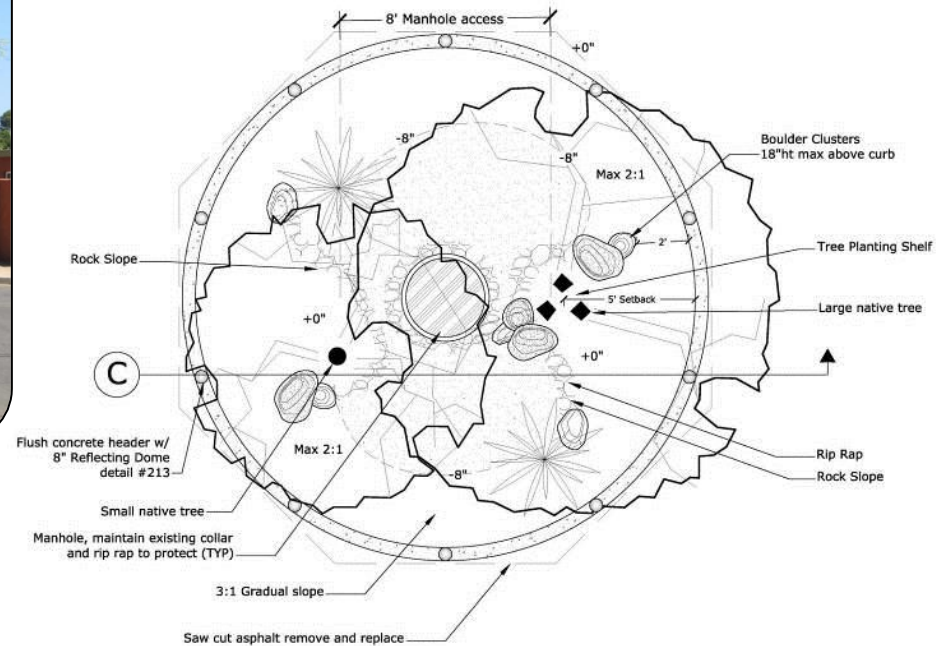 8' Manhole access
+0"
-8"
-8"
Max 2:1
Boulder Clusters
18"ht max above curb
2'
Tree Planting Shelf
Rock Slope
5' Setback
Large native tree
+0"
+0"
C
Flush concrete header w/
8" Reflecting Dome
detail #213
Max 2:1
-8"
Rip Rap
Rock Slope
Small native tree
Manhole, maintain existing collar
and rip rap to protect (TYP)
3:1 Gradual slope
Saw cut asphalt remove and replace